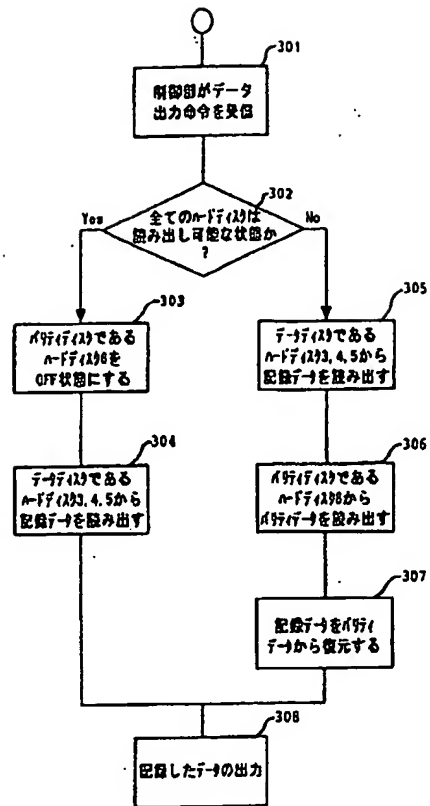 301
制御部がデータ
出力命令を受信
302
全てのハードディスクは
読み出し可能な状態か
?
Yes
No
303
パリティディスクである
ハードディスク6を
OFF状態にする
305
データディスクである
ハードディスク3,4,5から
記録データを読み出す
304
データディスクである
ハードディスク3,4,5から
記録データを読み出す
306
パリティディスクである
ハードディスク6から
パリティデータを読み出す
307
記録データをパリティ
データから復元する
308
記録したデータの出力